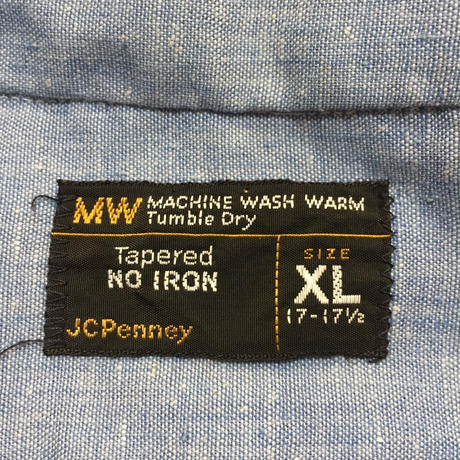 MW MACHINE WASH WARM
Tumble Dry
Tapered
NO IRON
JCPenney
SIZE
XL
17-17½